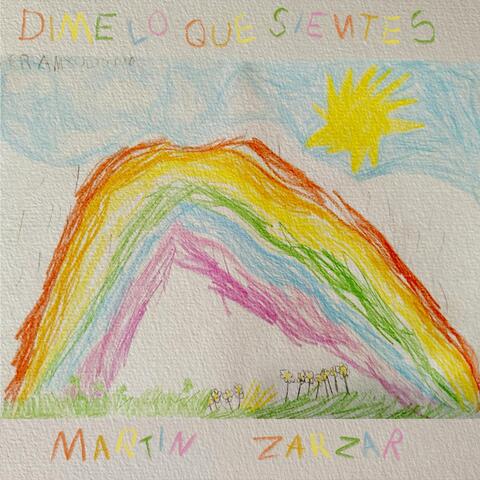 DIME LO QUE SIENTES
MARTIN ZARZAR